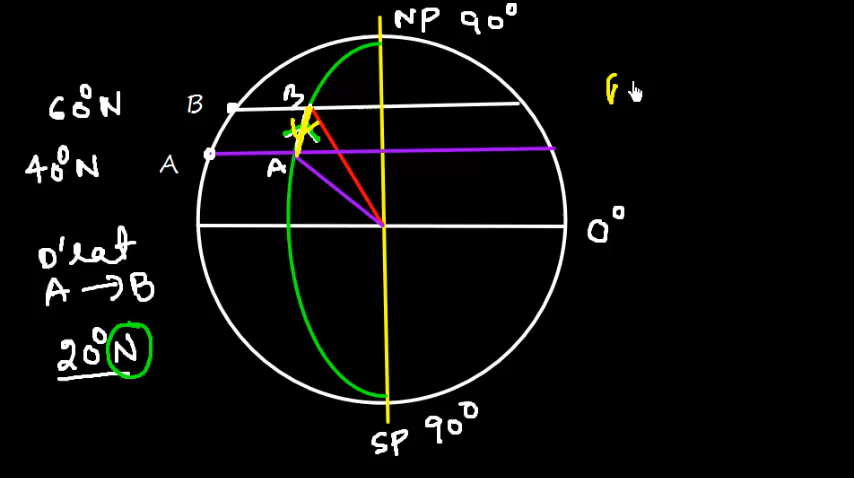 NP 90°
60°N
B
B
40°N
A
A
0°
D'lat
A → B
20°N
SP 90°